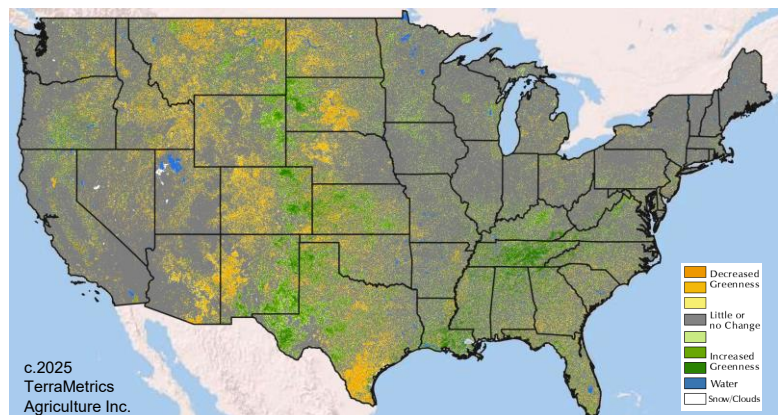 Decreased
Greenness
Little or
no Change
Increased
Greenness
Water
Snow/Clouds
c.2025
TerraMetrics
Agriculture Inc.